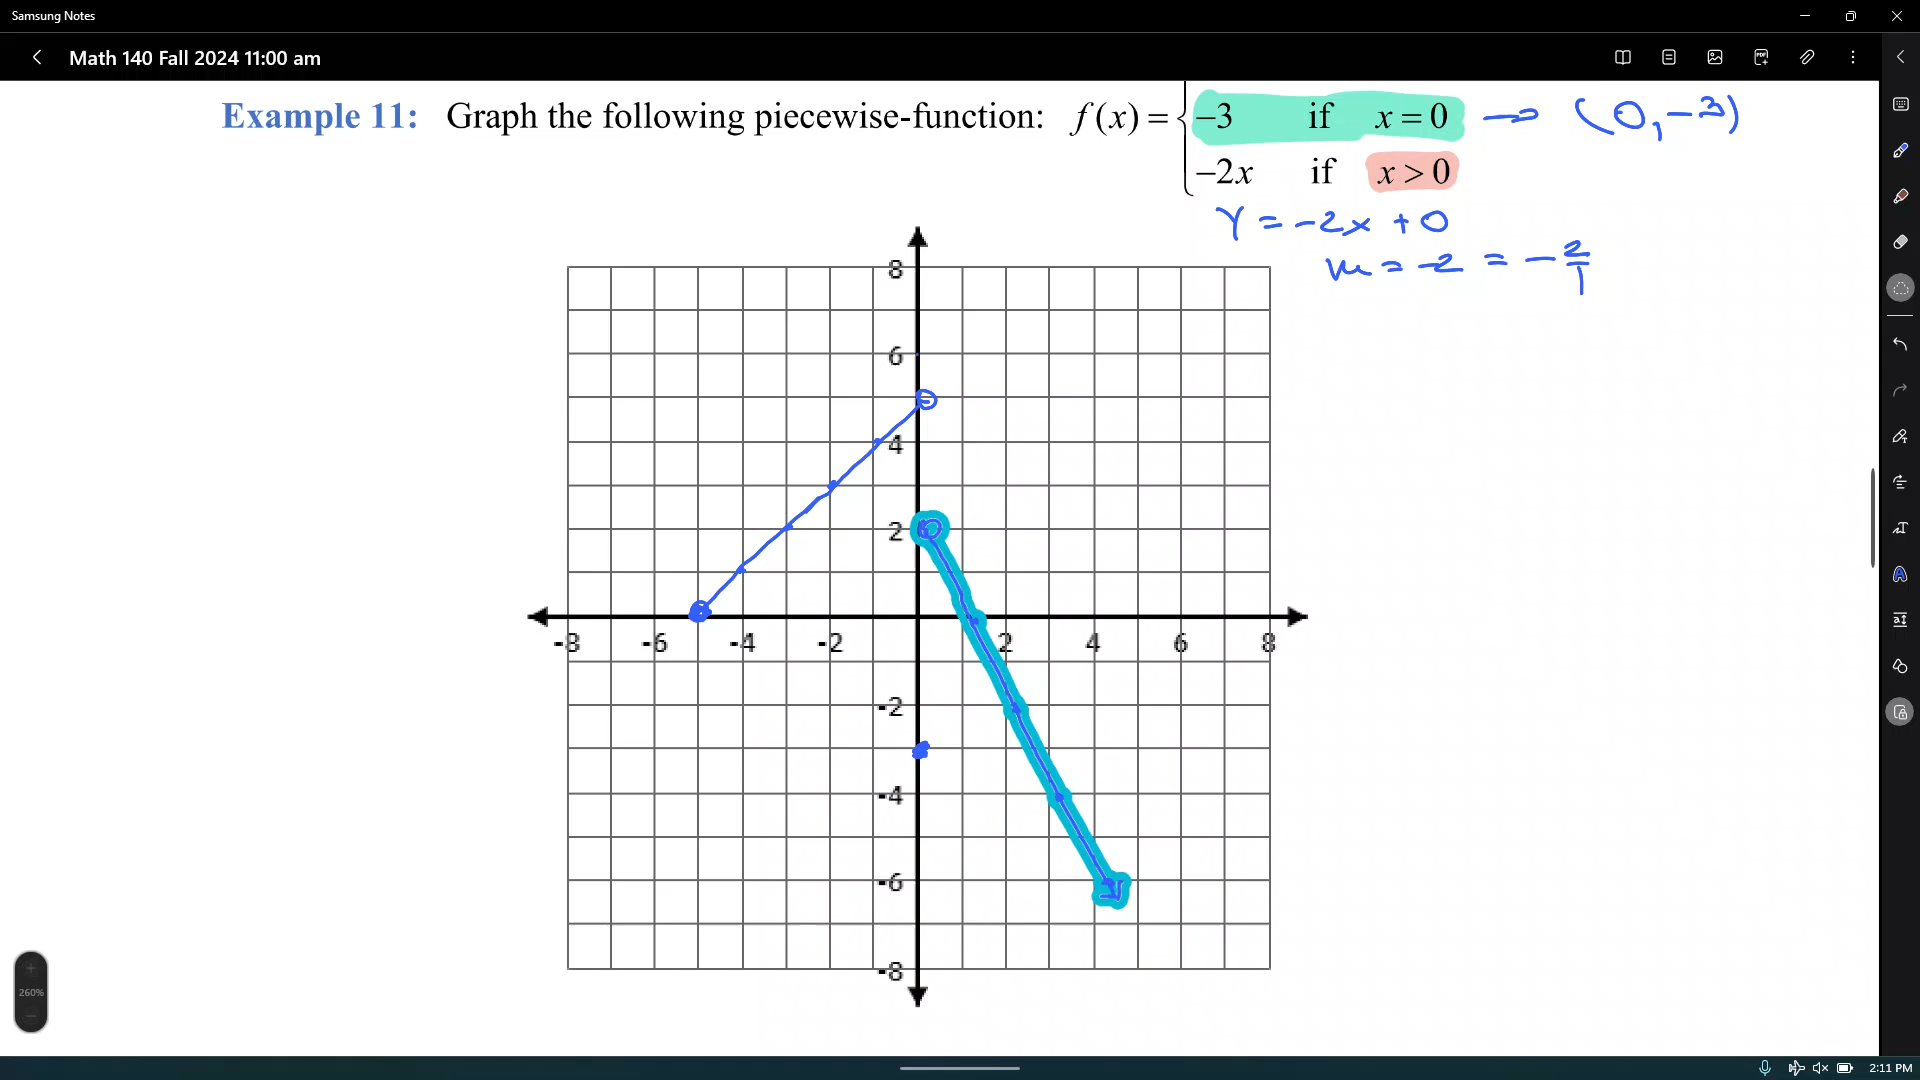 Samsung Notes
Math 140 Fall 2024 11:00 am
Example 11: Graph the following piecewise-function: f(x) = { -3 if x = 0 → (0, -3)
-2x if x > 0
Y = -2x + 0
m = -2 = - 2/1
8
6
4
2
-8 -6 -4 -2 2 4 6 8
-2
-4
-6
-8
260%
2:11 PM